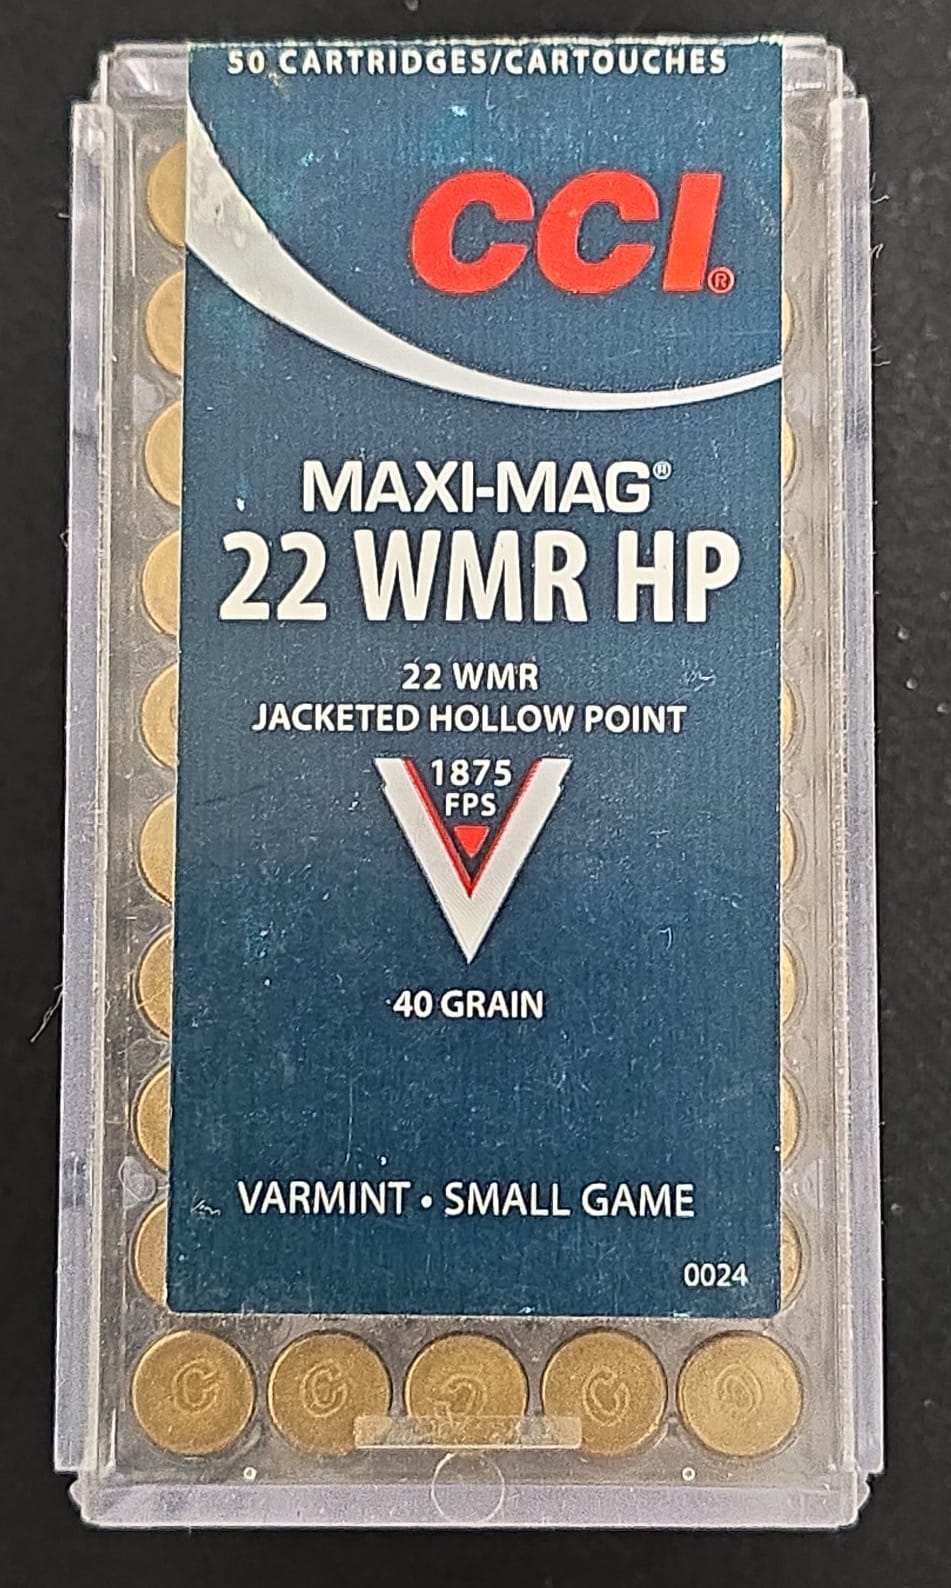 50 CARTRIDGES/CARTOUCHES
CCI®
MAXI-MAG®
22 WMR HP
22 WMR
JACKETED HOLLOW POINT
1875
FPS
40 GRAIN
VARMINT • SMALL GAME
0024
C C C C C